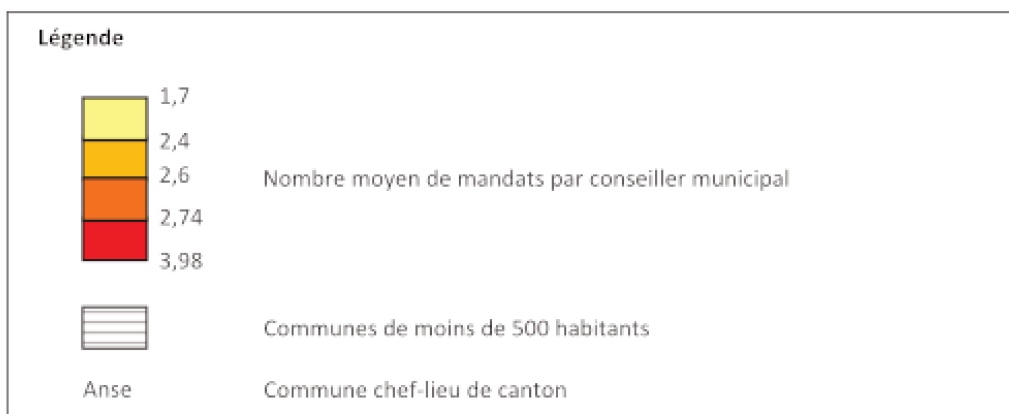 Légende
1,7
2,4
2,6
Nombre moyen de mandats par conseiller municipal
2,74
3,98
Communes de moins de 500 habitants
Anse Commune chef-lieu de canton